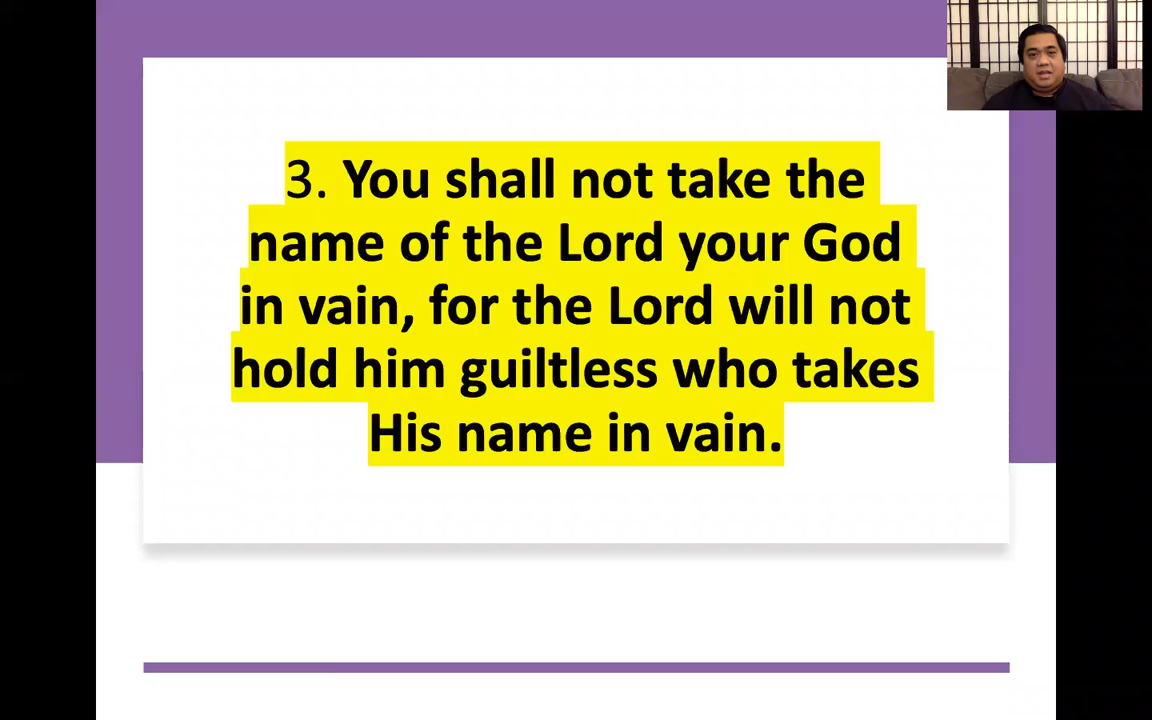 3. You shall not take the
name of the Lord your God
in vain, for the Lord will not
hold him guiltless who takes
His name in vain.